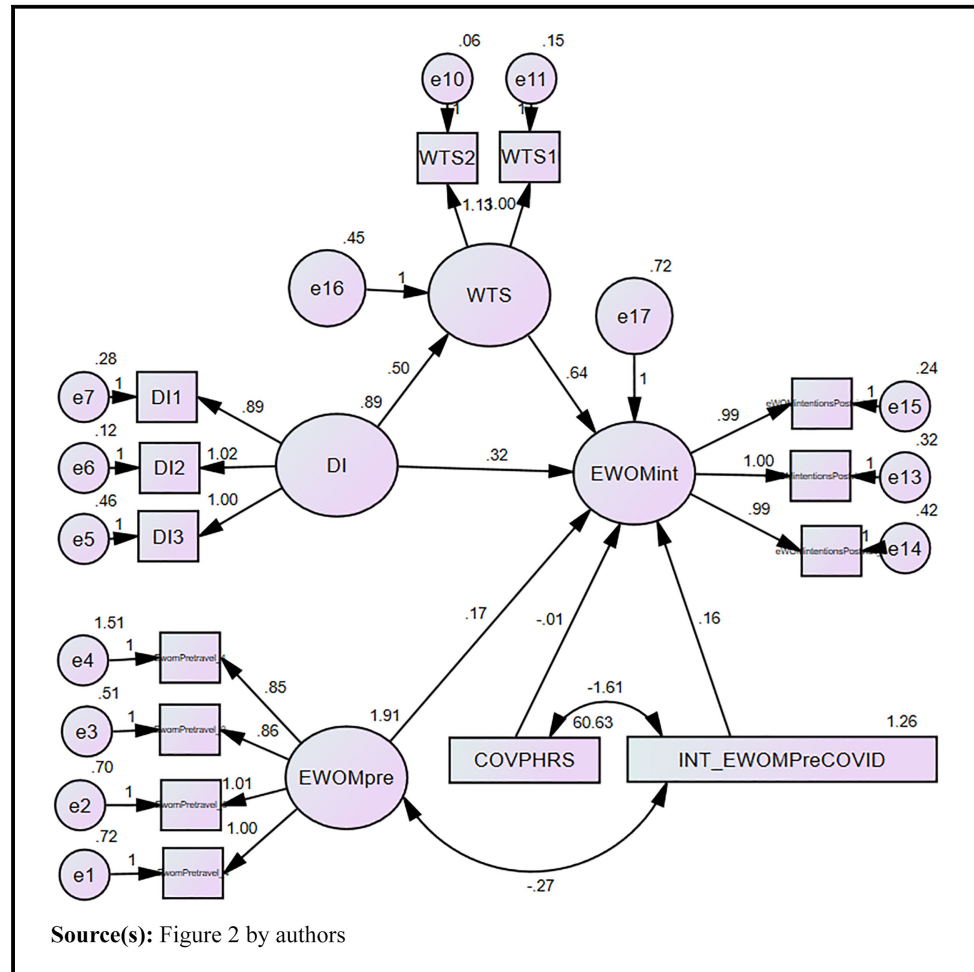 .06
.15
e10
e11
1
1
WTS2
WTS1
1.13
1.00
.45
.72
e16
1
WTS
e17
.50
.64
1
.28
.24
e7
1
DI1
.89
.89
.99
1
e15
.12
.32
e6
1
DI2
1.02
DI
.32
EWOMint
1.00
1
e13
.46
.42
e5
1
DI3
1.00
.99
1
e14
1.51
.17
-.01
.16
e4
1
.85
.51
1.91
-1.61
e3
1
.86
60.63
1.26
.70
EWOMpre
COVPHRS
INT_EWOMPreCOVID
e2
1
1.01
.72
1.00
e1
1
-.27
Source(s): Figure 2 by authors